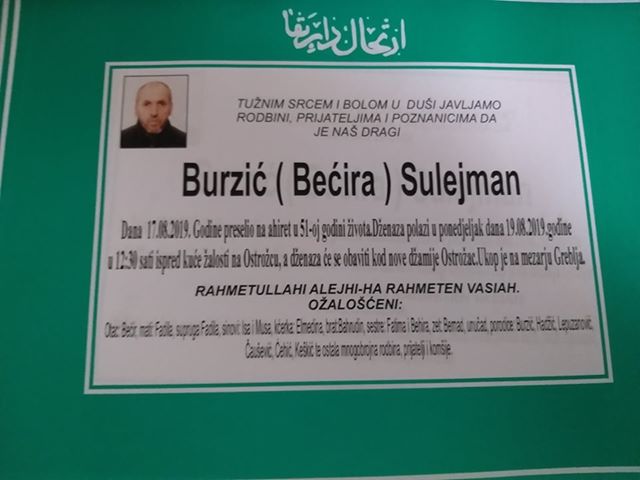 ارتحال دار بقا
TUŽNIM SRCEM I BOLOM U DUŠI JAVLJAMO
RODBINI, PRIJATELJIMA I POZNANICIMA DA
JE NAŠ DRAGI
Burzić ( Bećira ) Sulejman
Dana 17.08.2019. Godine preselio na ahiret u 51-oj godini života.Dženaza polazi u ponedjeljak dana 19.08.2019.godine
u 12:30 sati ispred kuće žalosti na Ostrožcu, a dženaza će se obaviti kod nove džamije Ostrožac.Ukop je na mezarju Greblja.
RAHMETULLAHI ALEJHI-HA RAHMETEN VASIAH.
OŽALOŠĆENI:
Otac: Bećir, mati: Fadila, supruga Fadila, sinovi: Isa i Musa, kćerka: Elmedina, brat:Bahrudin, sestre: Fatima i Behira, zet: Bernad, unučad, porodice: Burzić, Hadžić, Lepuzanović,
Čaušević, Ćehić, Keškić te ostala mnogobrojna rodbina, prijatelji i komšije.